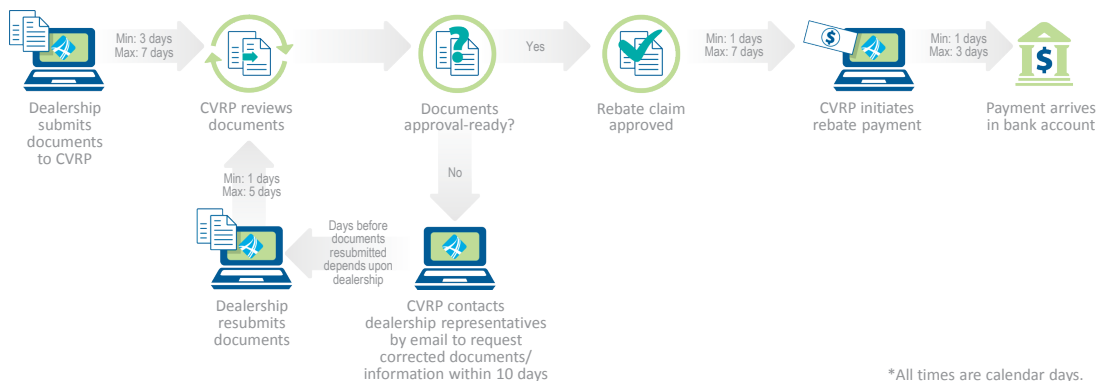 Min: 3 days
Max: 7 days
Dealership
submits
documents
to CVRP
CVRP reviews
documents
?
Documents
approval-ready?
Yes
Rebate claim
approved
Min: 1 days
Max: 7 days
$
CVRP initiates
rebate payment
Min: 1 days
Max: 3 days
$
Payment arrives
in bank account
No
Min: 1 days
Max: 5 days
Days before
documents
resubmitted
depends upon
dealership
Dealership
resubmits
documents
CVRP contacts
dealership representatives
by email to request
corrected documents/
information within 10 days
*All times are calendar days.